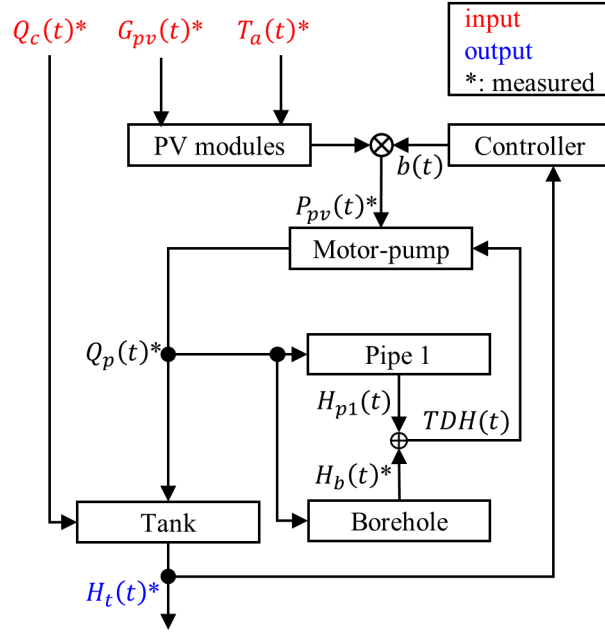 Q_c(t)* G_pv(t)* T_a(t)*
input
output
*: measured
PV modules
Controller
b(t)
P_pv(t)*
Motor-pump
Q_p(t)*
Pipe 1
H_p1(t)
TDH(t)
H_b(t)*
Tank
Borehole
H_t(t)*